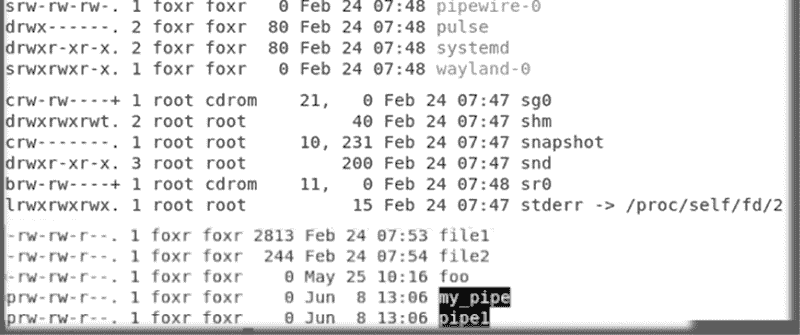 srw-rw-rw-. 1 foxr foxr   0 Feb 24 07:48 pipewire-0
drwx------. 2 foxr foxr  80 Feb 24 07:48 pulse
drwxr-xr-x. 2 foxr foxr  80 Feb 24 07:48 systemd
srwxrwxr-x. 1 foxr foxr   0 Feb 24 07:48 wayland-0
crw-rw----+ 1 root cdrom    21,   0 Feb 24 07:47 sg0
drwxrwxrwt. 2 root root          40 Feb 24 07:47 shm
crw-------. 1 root root     10, 231 Feb 24 07:47 snapshot
drwxr-xr-x. 3 root root         200 Feb 24 07:47 snd
brw-rw----+ 1 root cdrom    11,   0 Feb 24 07:48 sr0
lrwxrwxrwx. 1 root root          15 Feb 24 07:47 stderr -> /proc/self/fd/2
-rw-rw-r--. 1 foxr foxr 2813 Feb 24 07:53 file1
-rw-rw-r--. 1 foxr foxr  244 Feb 24 07:54 file2
-rw-rw-r--. 1 foxr foxr    0 May 25 10:16 foo
prw-rw-r--. 1 foxr foxr    0 Jun  8 13:06 my_pipe
prw-rw-r--. 1 foxr foxr    0 Jun  8 13:06 pipe1